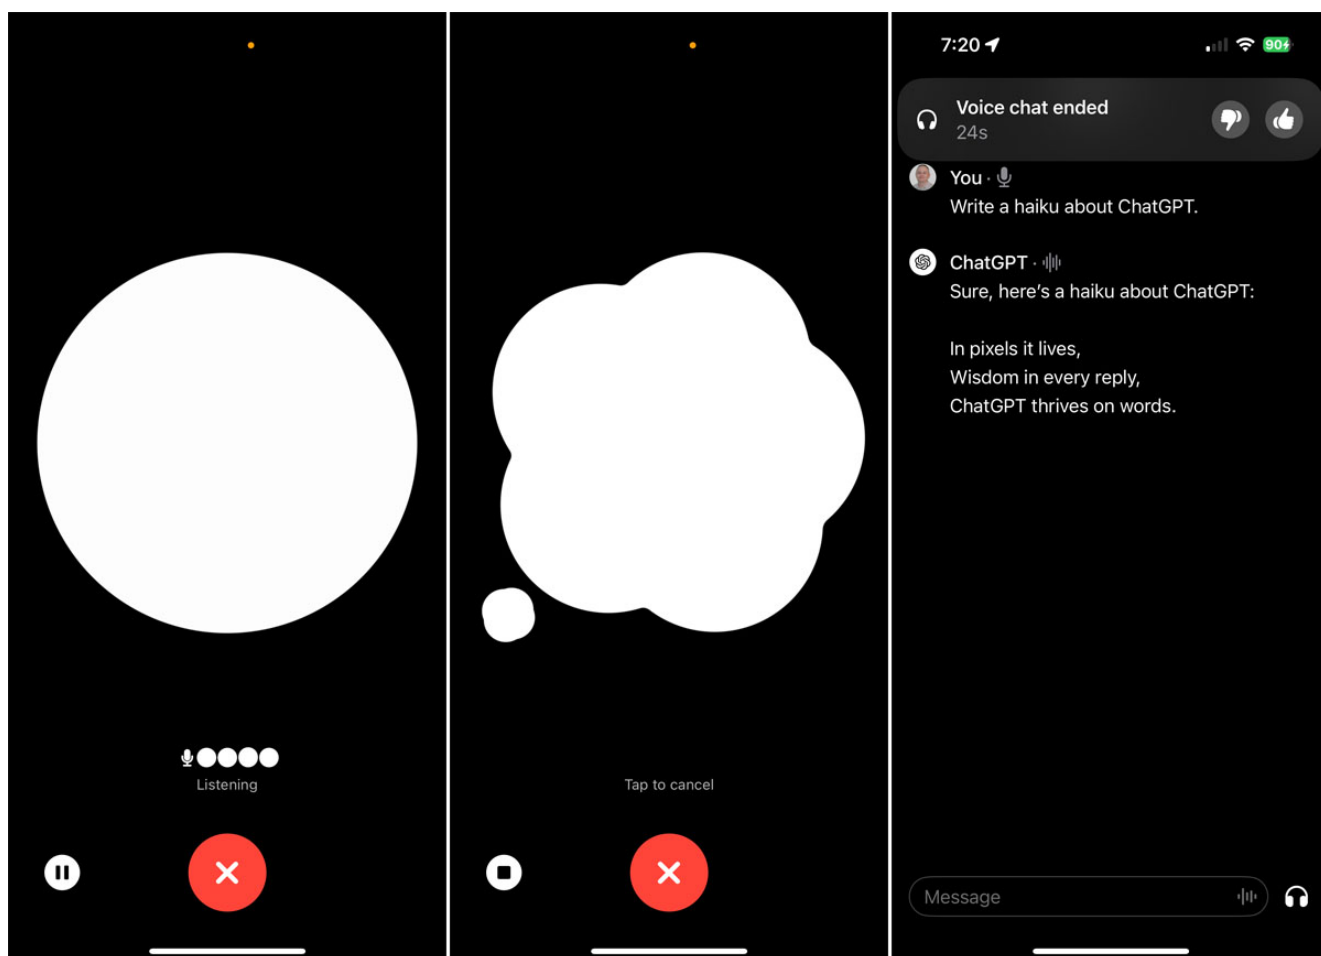 Listening
Tap to cancel
7:20
90
Voice chat ended
24s
You ·
Write a haiku about ChatGPT.
ChatGPT ·
Sure, here's a haiku about ChatGPT:
In pixels it lives,
Wisdom in every reply,
ChatGPT thrives on words.
Message